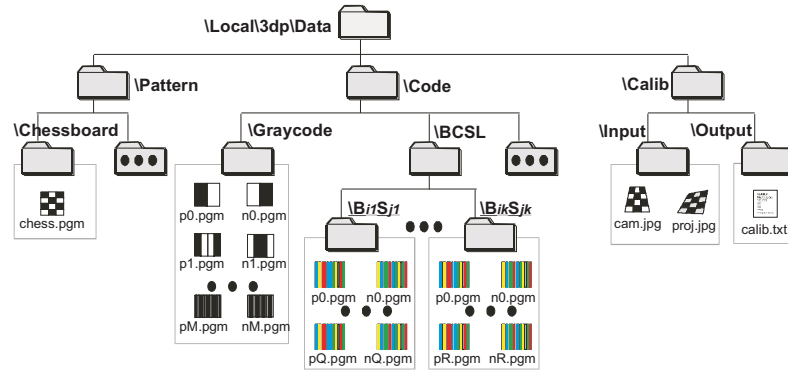 \Local\3dp\Data
\Pattern
\Code
\Calib
\Chessboard
\Graycode
\BCSL
\Input
\Output
chess.pgm
p0.pgm n0.pgm
cam.jpg proj.jpg
calib.txt
\Bi1Sj1
\BikSjk
p1.pgm n1.pgm
p0.pgm n0.pgm
p0.pgm n0.pgm
pM.pgm nM.pgm
pQ.pgm nQ.pgm
pR.pgm nR.pgm